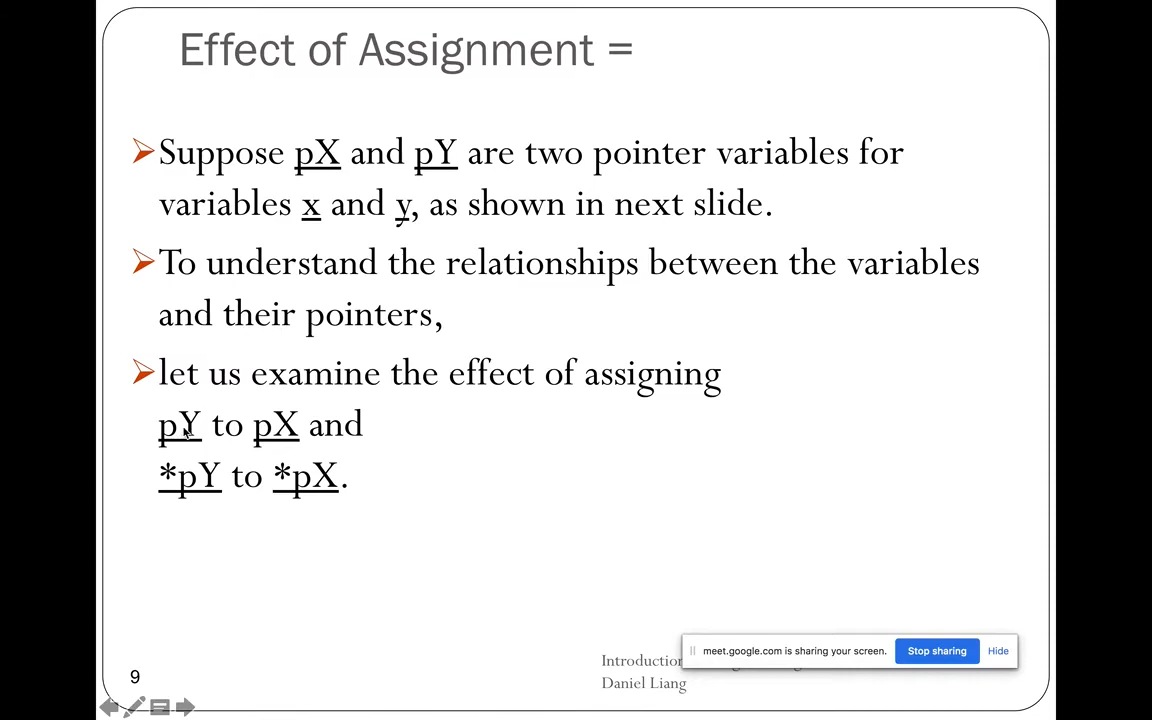 Effect of Assignment =
Suppose pX and pY are two pointer variables for
variables x and y, as shown in next slide.
To understand the relationships between the variables
and their pointers,
let us examine the effect of assigning
pY to pX and
*pY to *pX.
meet.google.com is sharing your screen. Stop sharing Hide
Introduction
Daniel Liang
9